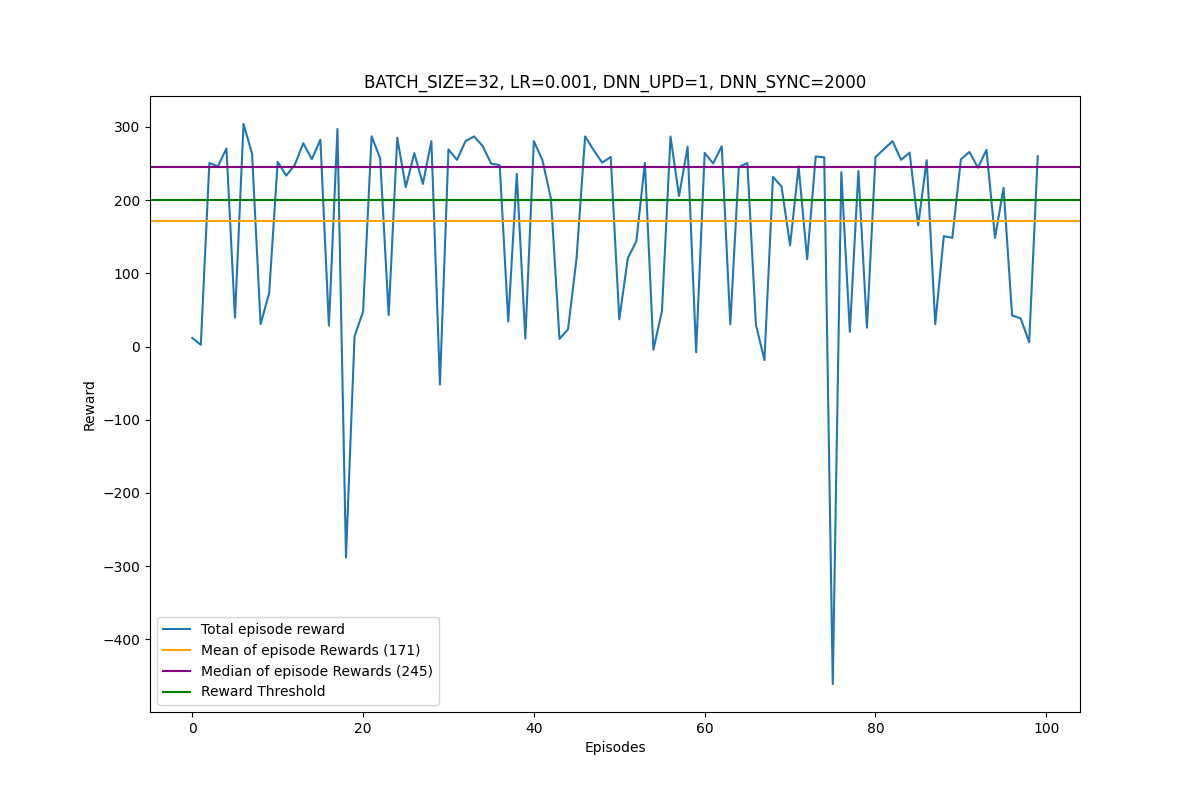 BATCH_SIZE=32, LR=0.001, DNN_UPD=1, DNN_SYNC=2000
300
200
100
0
−100
−200
−300
−400
Reward
Total episode reward
Mean of episode Rewards (171)
Median of episode Rewards (245)
Reward Threshold
0 20 40 60 80 100
Episodes